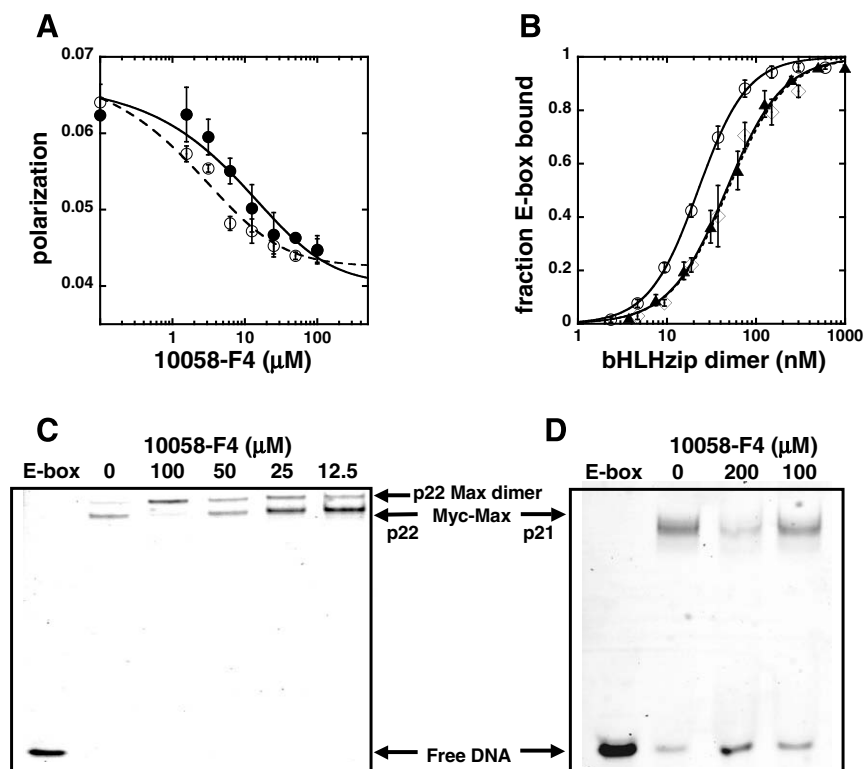 A
0.07
0.06
0.05
0.04
polarization
1
10
100
10058-F4 (μM)
B
1
0.8
0.6
0.4
0.2
0
fraction E-box bound
1
10
100
1000
bHLHzip dimer (nM)
C
10058-F4 (μM)
E-box 0 100 50 25 12.5
p22 Max dimer
Myc-Max
p22 p21
Free DNA
D
10058-F4 (μM)
E-box 0 200 100